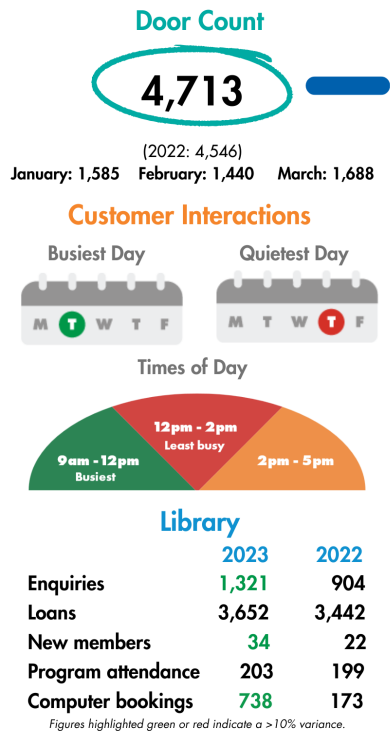 Door Count
4,713
(2022: 4,546)
January: 1,585 February: 1,440 March: 1,688
Customer Interactions
Busiest Day Quietest Day
M T W T F M T W T F
Times of Day
12pm - 2pm
Least busy
9am - 12pm 2pm - 5pm
Busiest
Library
2023 2022
Enquiries 1,321 904
Loans 3,652 3,442
New members 34 22
Program attendance 203 199
Computer bookings 738 173
Figures highlighted green or red indicate a >10% variance.